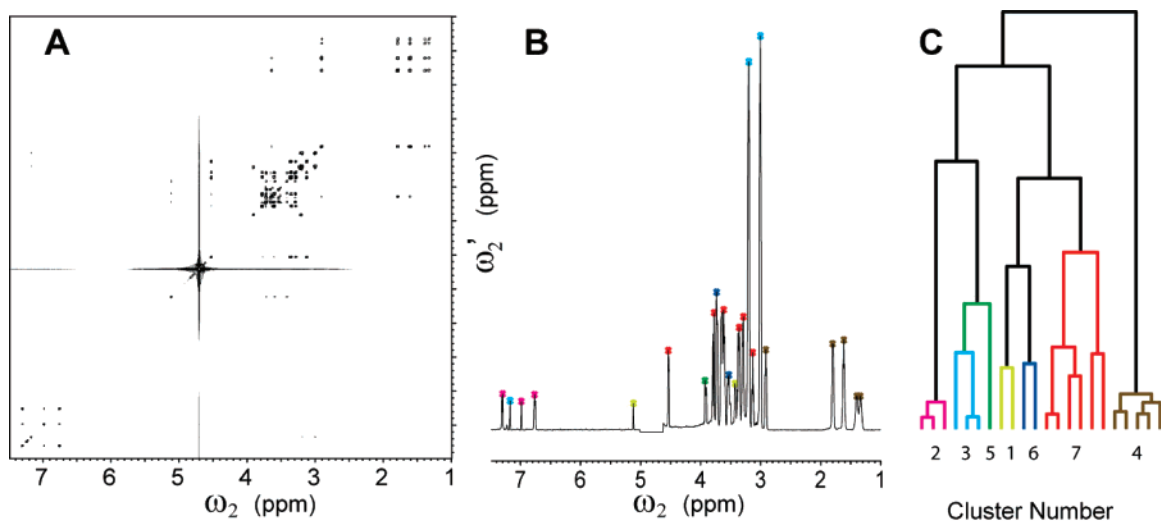 A
7 6 5 4 3 2 1
ω2 (ppm)
ω2' (ppm)
B
7 6 5 4 3 2 1
ω2 (ppm)
C
2 3 5 1 6 7 4
Cluster Number